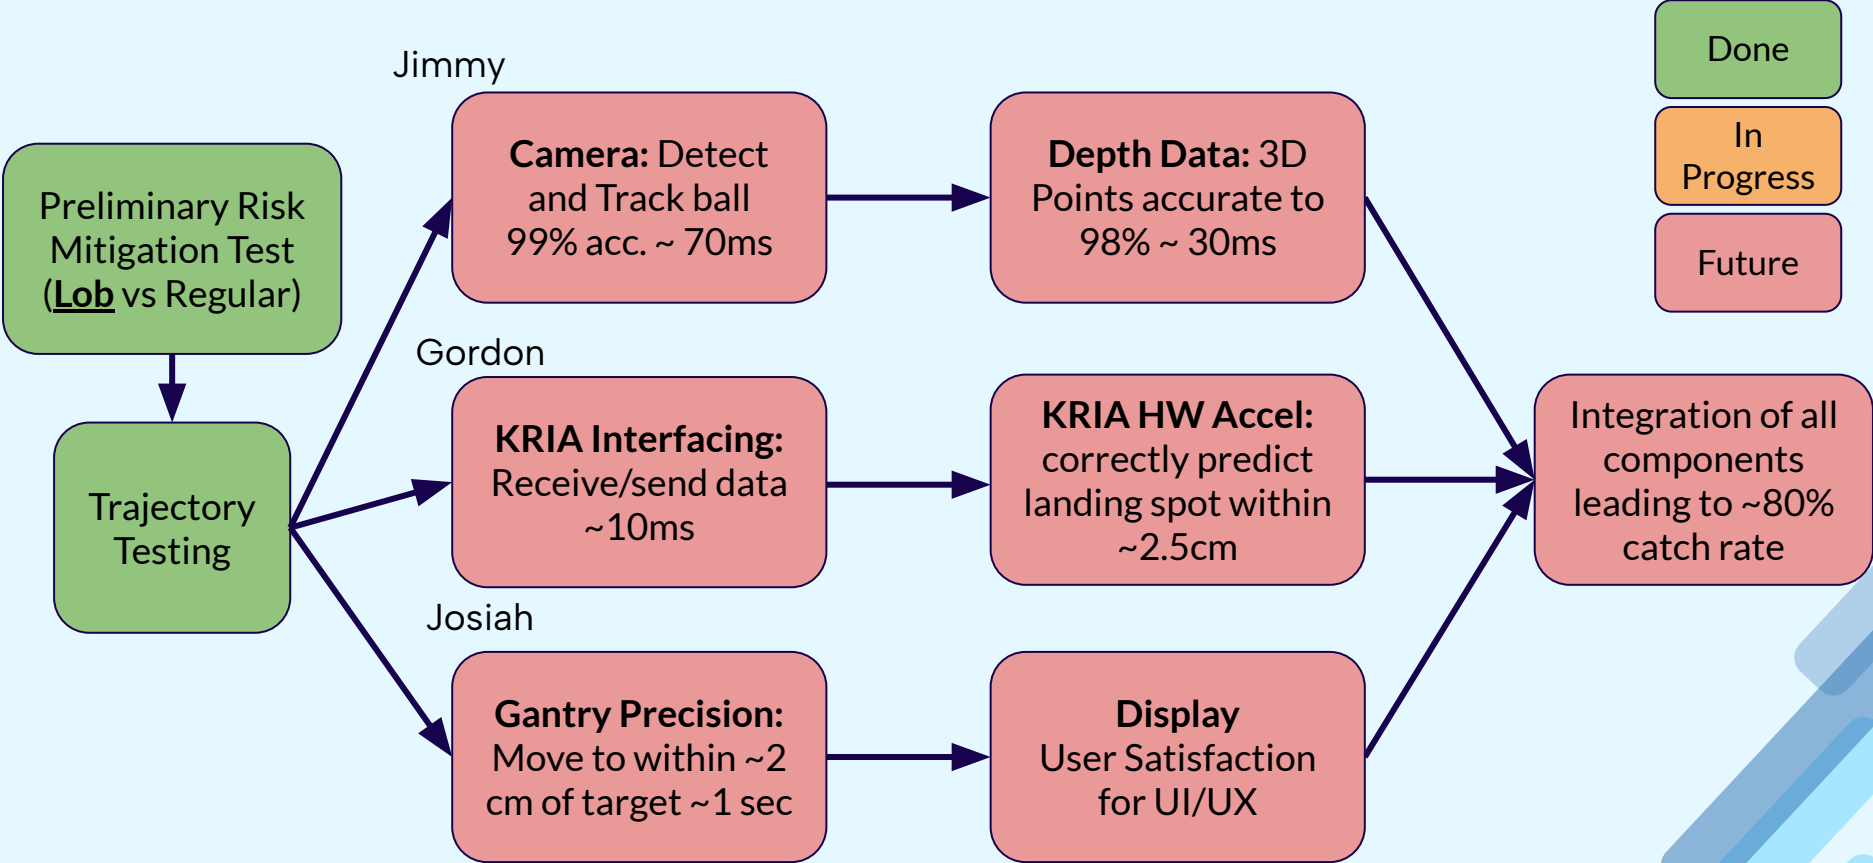 Jimmy
Preliminary Risk
Mitigation Test
(Lob vs Regular)
Trajectory
Testing
Camera: Detect
and Track ball
99% acc. ~ 70ms
Depth Data: 3D
Points accurate to
98% ~ 30ms
Gordon
KRIA Interfacing:
Receive/send data
~10ms
KRIA HW Accel:
correctly predict
landing spot within
~2.5cm
Josiah
Gantry Precision:
Move to within ~2
cm of target ~1 sec
Display
User Satisfaction
for UI/UX
Integration of all
components
leading to ~80%
catch rate
Done
In
Progress
Future